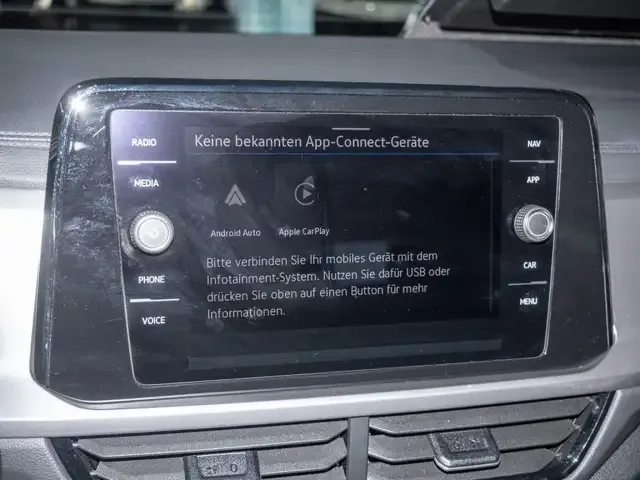 RADIO
MEDIA
PHONE
VOICE
Keine bekannten App-Connect-Geräte
Android Auto
Apple CarPlay
Bitte verbinden Sie Ihr mobiles Gerät mit dem
Infotainment-System. Nutzen Sie dafür USB oder
drücken Sie oben auf einen Button für mehr
Informationen.
NAV
APP
CAR
MENU